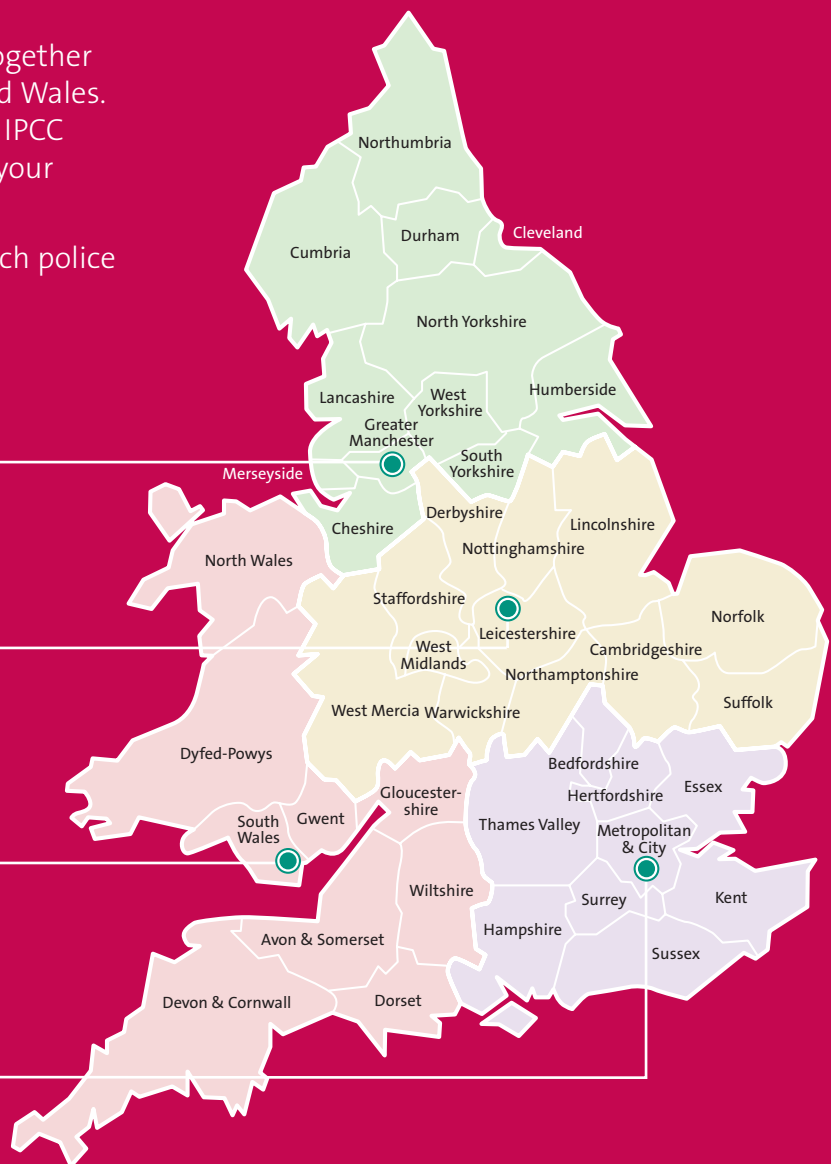 ogether
d Wales.
IPCC
your
ch police
Northumbria
Cleveland
Durham
Cumbria
North Yorkshire
Humberside
Lancashire
West
Yorkshire
Greater
Manchester
South
Yorkshire
Merseyside
Cheshire
Derbyshire
Lincolnshire
Nottinghamshire
North Wales
Staffordshire
Norfolk
Leicestershire
West
Midlands
Cambridgeshire
Northamptonshire
Suffolk
West Mercia
Warwickshire
Dyfed-Powys
Bedfordshire
Gloucester-
shire
Essex
Hertfordshire
Gwent
South
Wales
Thames Valley
Metropolitan
& City
Wiltshire
Surrey
Kent
Hampshire
Avon & Somerset
Sussex
Devon & Cornwall
Dorset